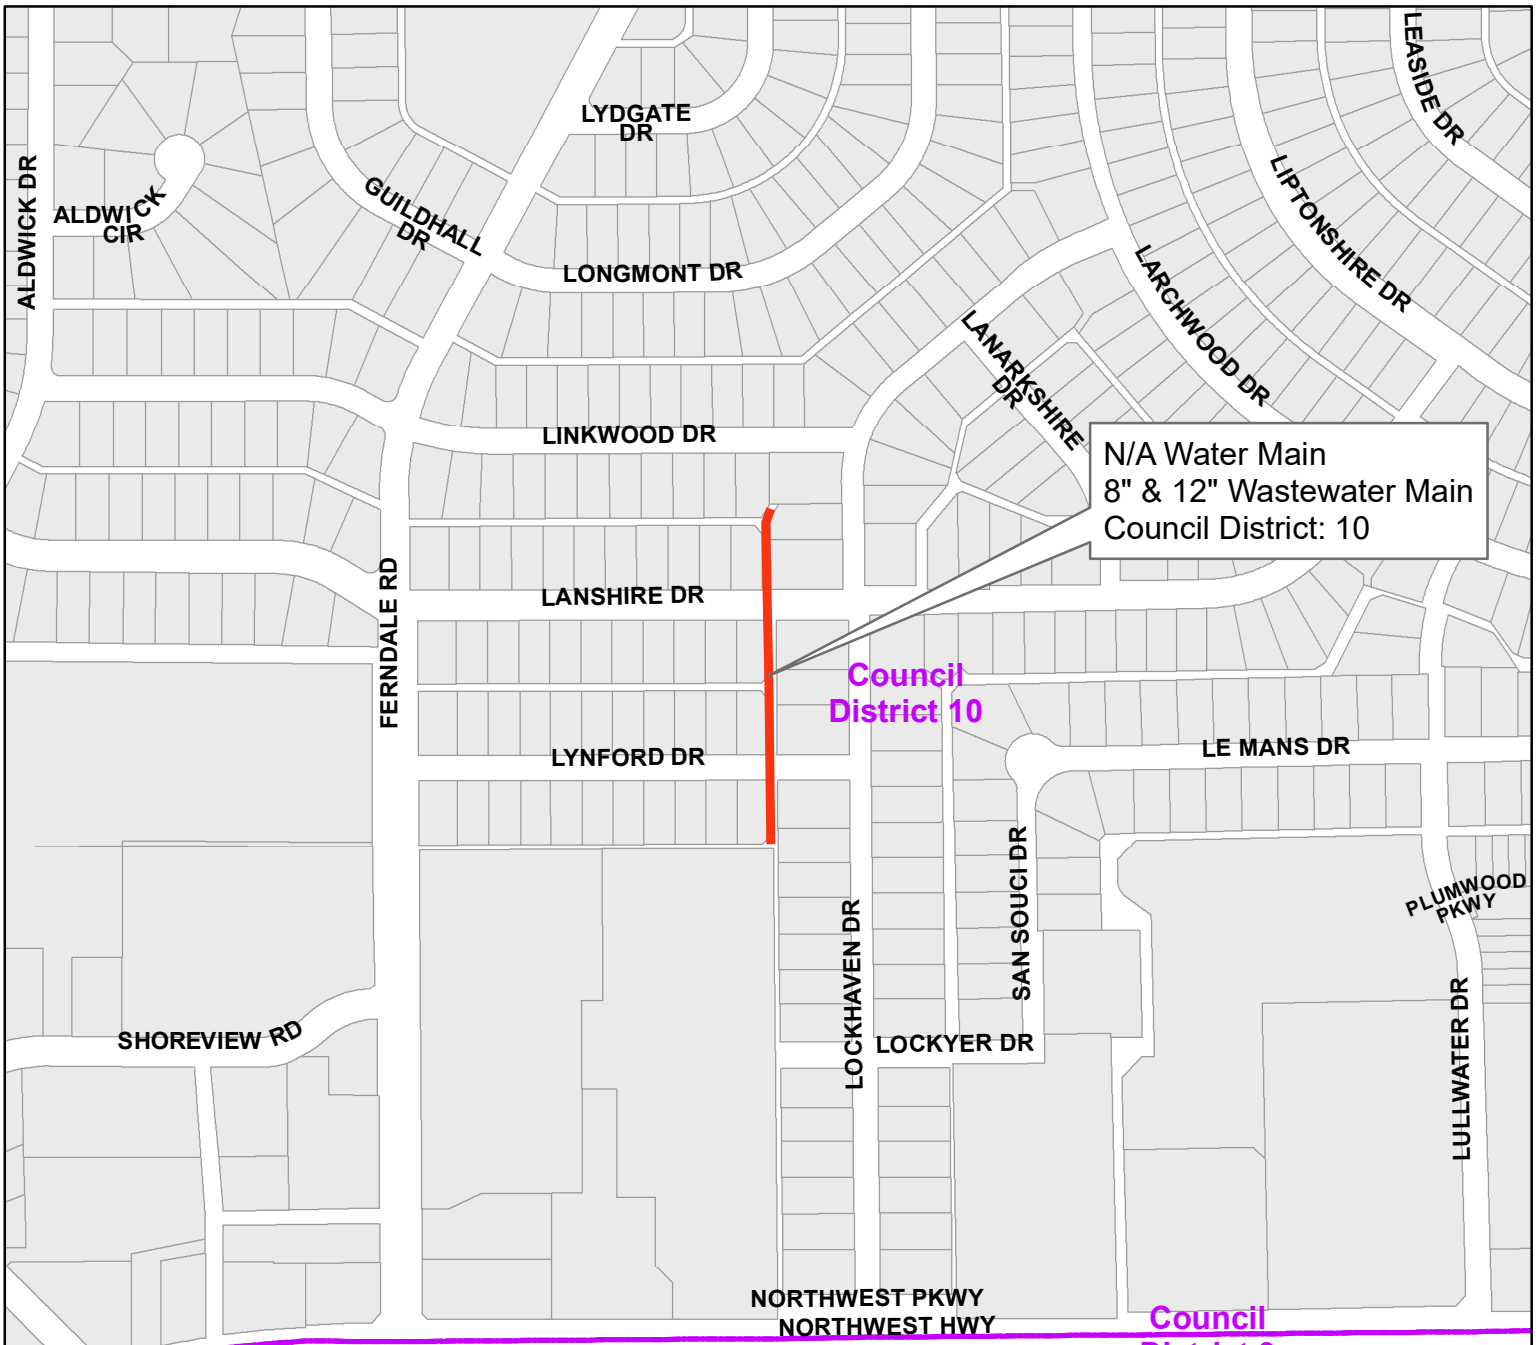 LEASIDE DR
LYDGATE
DR
ALDWICK DR
ALDWICK
CIR
GUILDHALL
DR
LIPTONSHIRE DR
LONGMONT DR
LARCHWOOD DR
LANARKSHIRE
DR
LINKWOOD DR
N/A Water Main
8" & 12" Wastewater Main
Council District: 10
FERNDALE RD
LANSHIRE DR
Council
District 10
LYNFORD DR
LE MANS DR
SAN SOUCI DR
PLUMWOOD
PKWY
LOCKHAVEN DR
SHOREVIEW RD
LOCKYER DR
LULLWATER DR
NORTHWEST PKWY
NORTHWEST HWY
Council